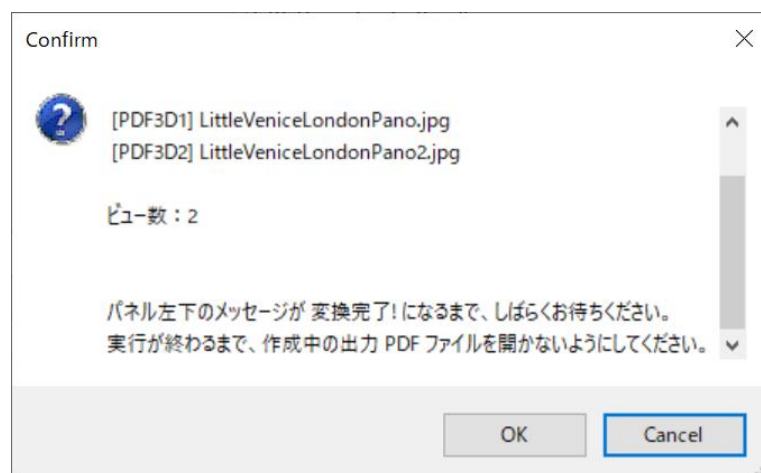 Confirm
[PDF3D1] LittleVeniceLondonPano.jpg
[PDF3D2] LittleVeniceLondonPano2.jpg
ビュー数：2
パネル左下のメッセージが 変換完了! になるまで、しばらくお待ちください。
実行が終わるまで、作成中の出力 PDF ファイルを開かないようにしてください。
OK
Cancel